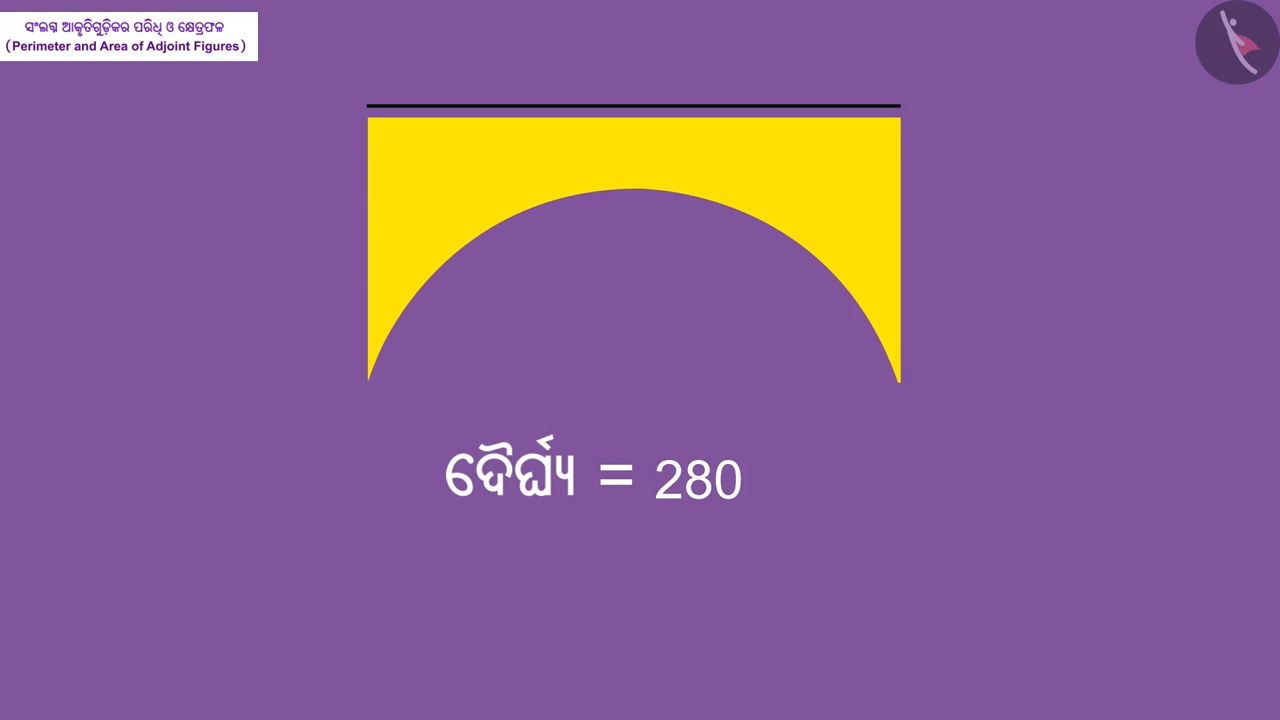 ସଂଲଗ୍ନ ଆକୃତିଗୁଡ଼ିକର ପରିଧି ଓ କ୍ଷେତ୍ରଫଳ
(Perimeter and Area of Adjoint Figures)
ଦୈର୍ଘ୍ୟ = 280